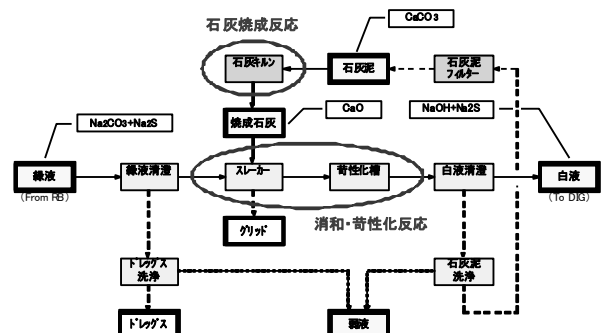 石灰焼成反応
CaCO3
石灰キルン
石灰泥
石灰泥
フィルター
焼成石灰
CaO
NaOH+Na2S
Na2CO3+Na2S
緑液
(From RB)
緑液清澄
スレーカー
苛性化槽
白液清澄
白液
(To DIG)
グリッド
消和・苛性化反応
ドレッグス
洗浄
石灰泥
洗浄
ドレッグス
弱液